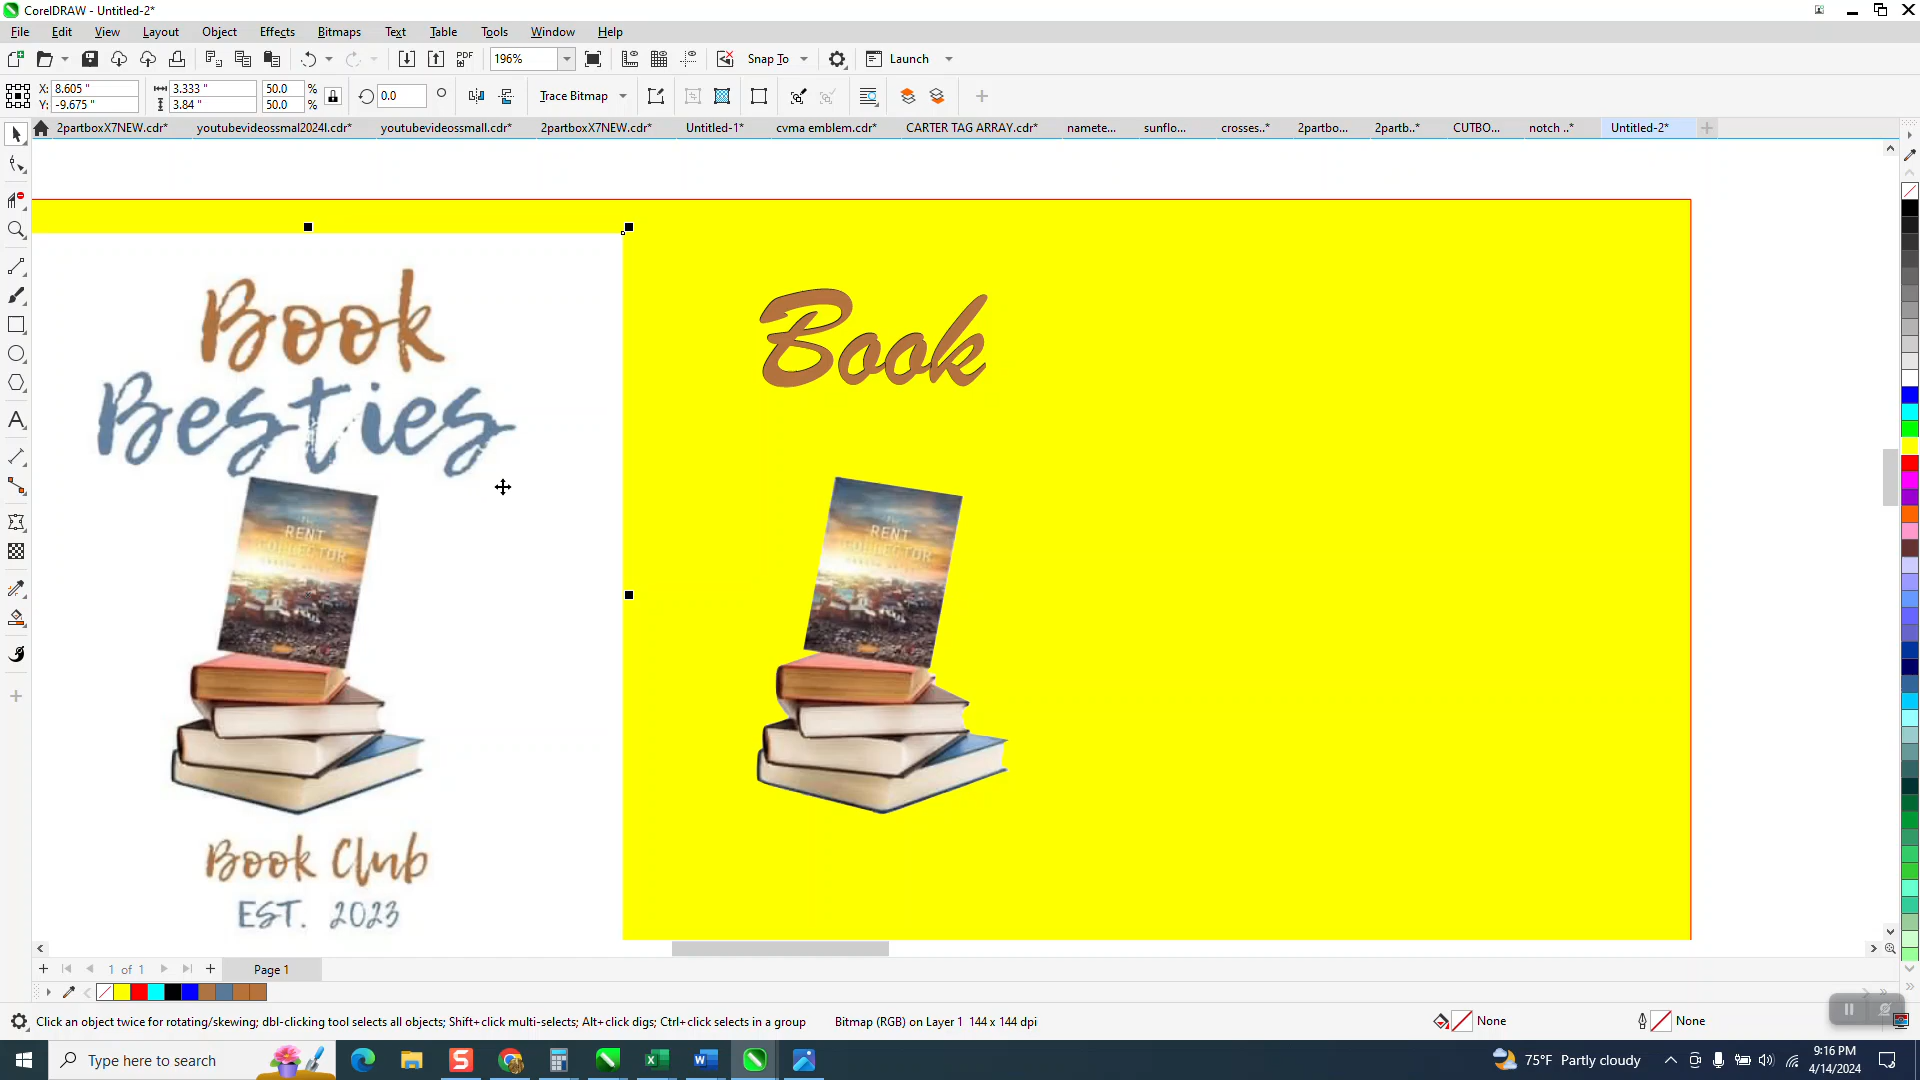 CorelDRAW - Untitled-2*
File Edit View Layout Object Effects Bitmaps Text Table Tools Window Help
PDF 196% Snap To Launch
X: 8.605 " 3.333 " 50.0 %
Y: -9.675 " 3.84 " 50.0 %
0.0 Trace Bitmap
2partboxX7NEW.cdr* youtubevideossmal2024l.cdr* youtubevideossmall.cdr* 2partboxX7NEW.cdr* Untitled-1* cvma emblem.cdr* CARTER TAG ARRAY.cdr* namete... sunflo... crosses..* 2partbo... 2partb..* CUTBO... notch ..* Untitled-2*
Book
Besties
RENT
COLLECTOR
Book Club
EST. 2023
Book
RENT
COLLECTOR
1 of 1 Page 1
Click an object twice for rotating/skewing; dbl-clicking tool selects all objects; Shift+click multi-selects; Alt+click digs; Ctrl+click selects in a group Bitmap (RGB) on Layer 1 144 x 144 dpi None None
Type here to search 75°F Partly cloudy 9:16 PM
4/14/2024